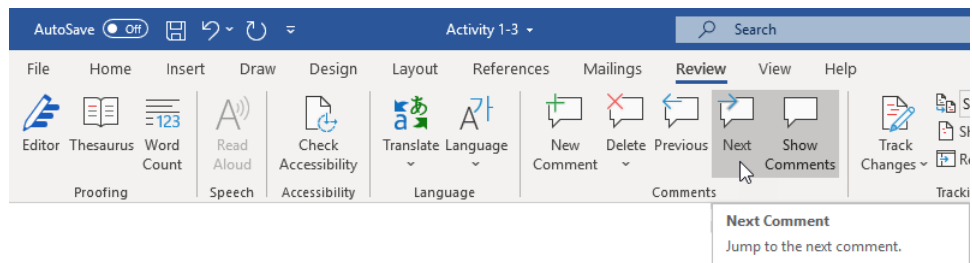 AutoSave Off Activity 1-3 Search
File Home Insert Draw Design Layout References Mailings Review View Help
Editor Thesaurus Word Count Read Aloud Check Accessibility Translate Language New Comment Delete Previous Next Show Comments Track Changes
Proofing Speech Accessibility Language Comments
Next Comment
Jump to the next comment.